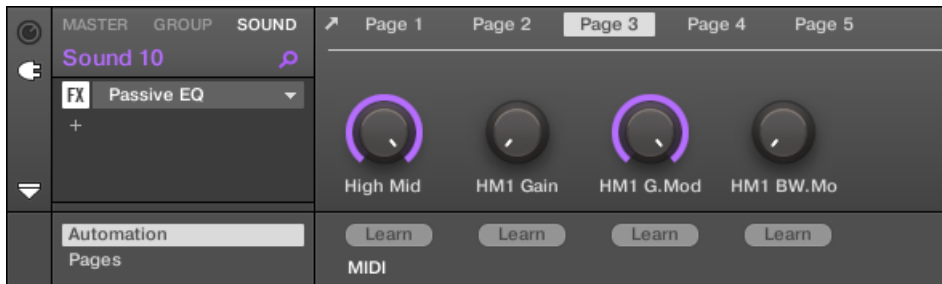 MASTER GROUP SOUND
Sound 10
FX Passive EQ
+
Page 1 Page 2 Page 3 Page 4 Page 5
High Mid HM1 Gain HM1 G.Mod HM1 BW.Mo
Automation
Pages
Learn Learn Learn Learn
MIDI